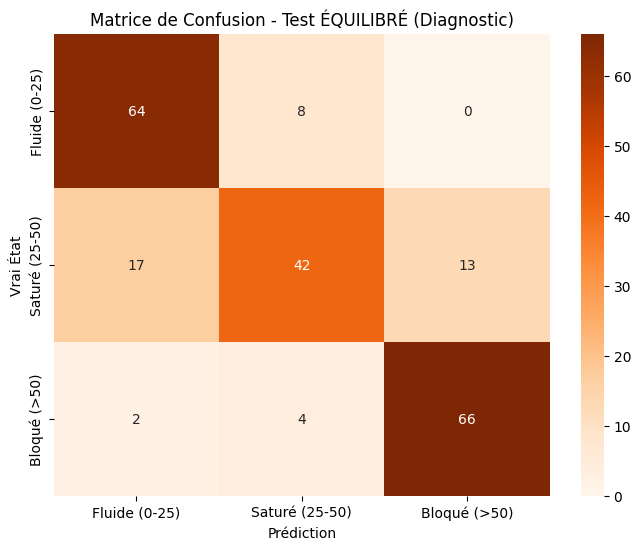 Matrice de Confusion - Test ÉQUILIBRÉ (Diagnostic)
Vrai État
Fluide (0-25)
64 8 0
Saturé (25-50)
17 42 13
Bloqué (>50)
2 4 66
Fluide (0-25) Saturé (25-50) Bloqué (>50)
Prédiction
60
50
40
30
20
10
0